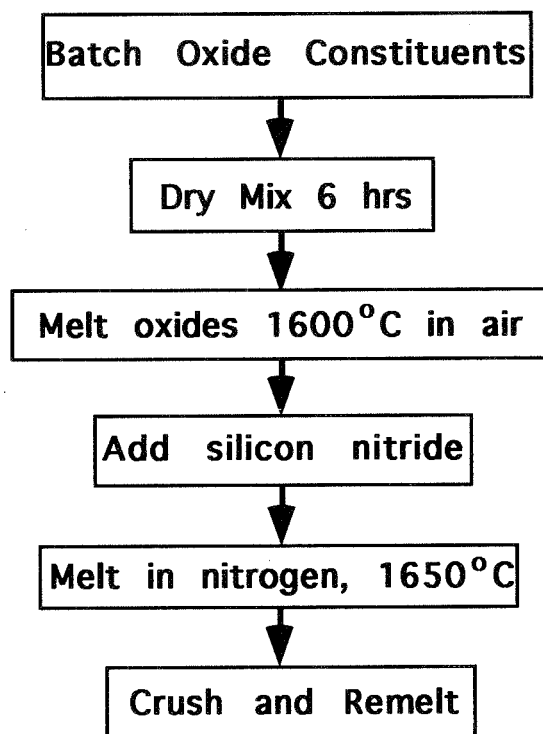 Batch Oxide Constituents
Dry Mix 6 hrs
Melt oxides 1600°C in air
Add silicon nitride
Melt in nitrogen, 1650°C
Crush and Remelt